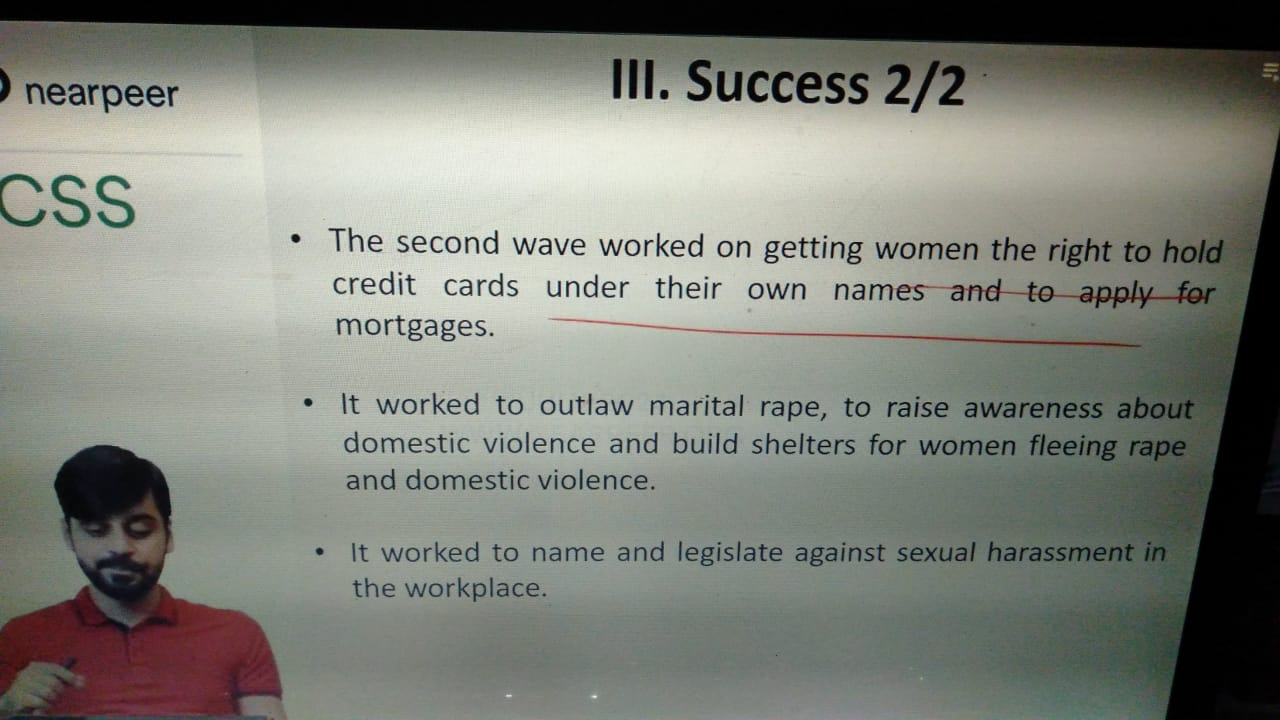 nearpeer
CSS
III. Success 2/2
• The second wave worked on getting women the right to hold
credit cards under their own names and to apply for
mortgages.
• It worked to outlaw marital rape, to raise awareness about
domestic violence and build shelters for women fleeing rape
and domestic violence.
• It worked to name and legislate against sexual harassment in
the workplace.